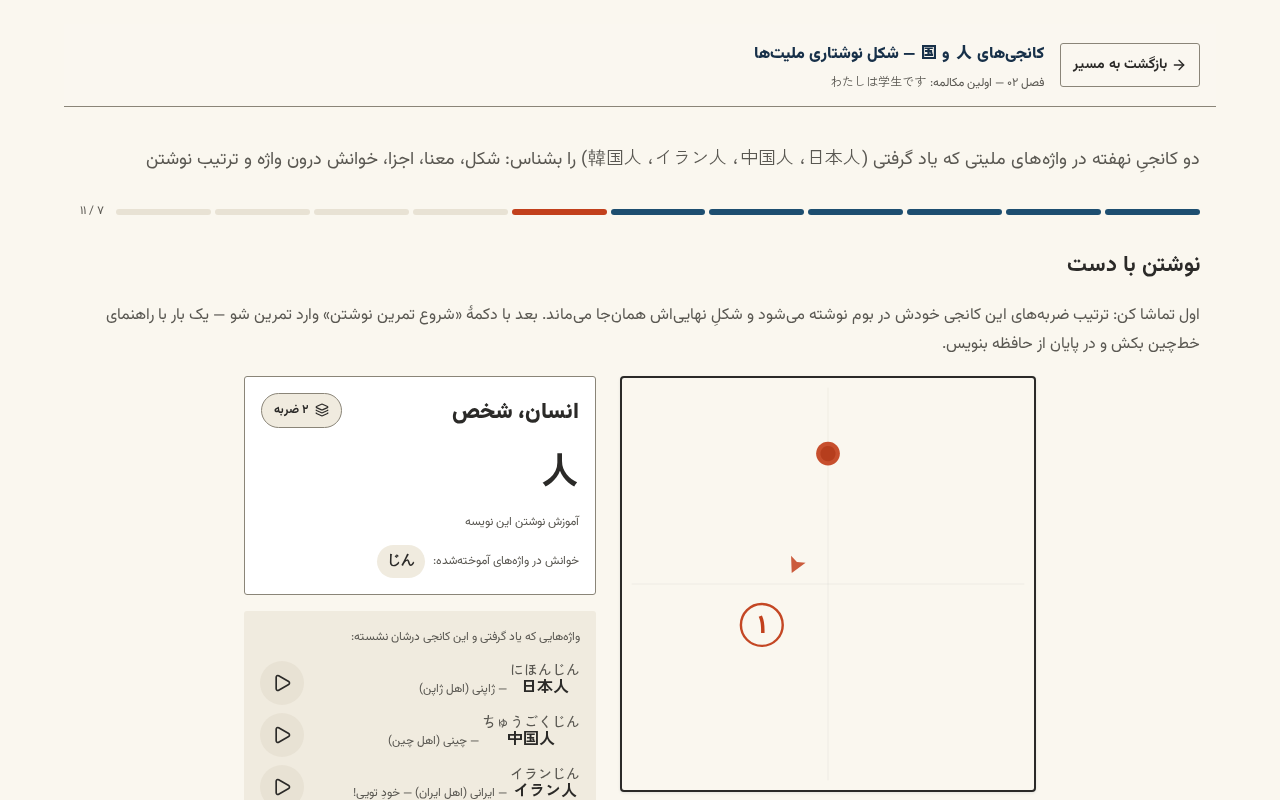 بازگشت به مسیر
کانجی‌های 人 و 国 — شکل نوشتاری ملیت‌ها
فصل ۰۲ — اولین مکالمه: わたしは学生です
دو کانجیِ نهفته در واژه‌های ملیتی که یاد گرفتی (日本人، 中国人، イラン人، 韓国人) را بشناس: شکل، معنا، اجزا، خوانش درون واژه و ترتیب نوشتن
۷ / ۱۱
نوشتن با دست
اول تماشا کن: ترتیب ضربه‌های این کانجی خودش در بوم نوشته می‌شود و شکلِ نهایی‌اش همان‌جا می‌ماند. بعد با دکمهٔ «شروع تمرین نوشتن» وارد تمرین شو — یک بار با راهنمای
خط‌چین بکش و در پایان از حافظه بنویس.
۱
انسان، شخص
۲ ضربه
人
آموزش نوشتن این نویسه
خوانش در واژه‌های آموخته‌شده: じん
واژه‌هایی که یاد گرفتی و این کانجی درشان نشسته:
にほんじん
日本人 — ژاپنی (اهل ژاپن)
ちゅうごくじん
中国人 — چینی (اهل چین)
イランじん
イラン人 — ایرانی (اهل ایران) — خودِ تویی!